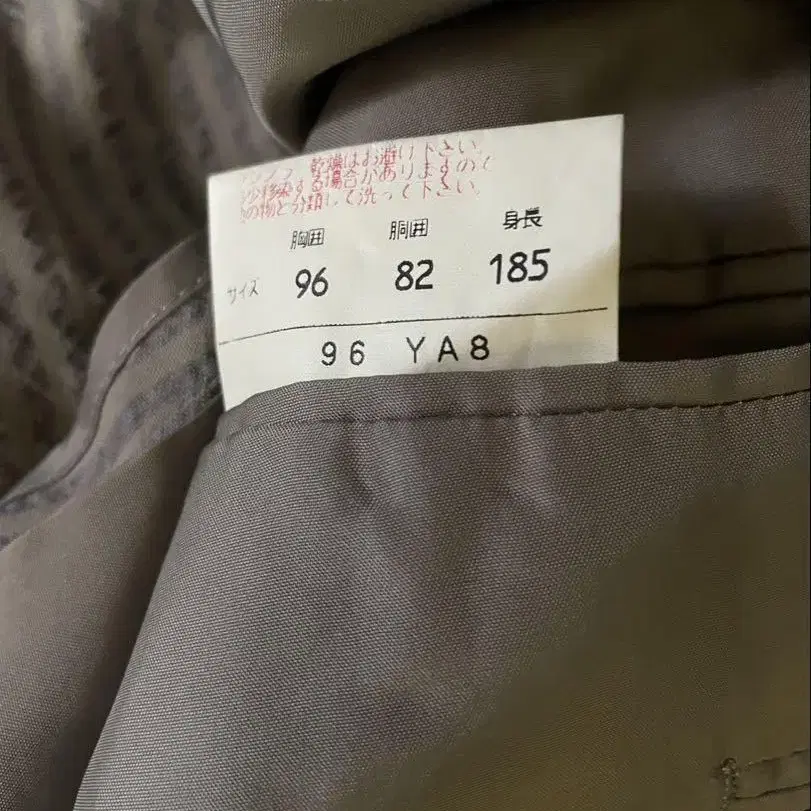 乾燥はお避け下さい。
移染する場合がありますので
の物と分類して洗って下さい。
胸囲 胴囲 身長
サイズ 96 82 185
96 YA8